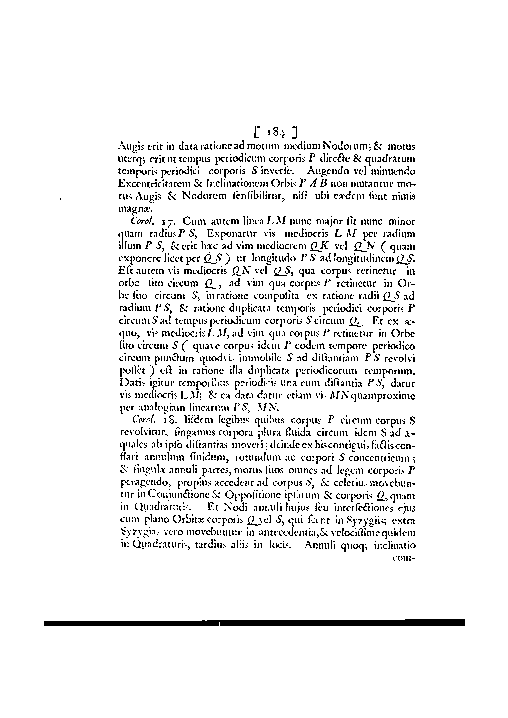 [ 184 ]
Augis erit in data ratione ad motum medium Nodorum; & motus
uterq; erit ut tempus periodicum corporis P directe & quadratum
temporis periodici corporis S inverse. Augendo vel minuendo
Excentricitatem & Inclinationem Orbis P A B non mutantur mo-
tus Augis & Nodorum sensibiliter, nisi ubi eædem sunt nimis
magnæ.
Corol. 17. Cum autem linea L M nunc major sit nunc minor
quam radius P S, Exponatur vis mediocris L M per radium
illum P S, & erit hæc ad vim mediocrem Q K vel Q N ( quam
exponere licet per Q S ) ut longitudo P S ad longitudinem Q S.
Est autem vis mediocris Q N vel Q S, qua corpus retinetur in
orbe suo circum Q, ad vim qua corpus P retinetur in Or-
be suo circum S, in ratione composita ex ratione radii Q S ad
radium P S, & ratione duplicata temporis periodici corporis P
circum S ad tempus periodicum corporis S circum Q. Et ex æ-
quo, vis mediocris L M, ad vim qua corpus P retinetur in Orbe
suo circum S ( quave corpus idem P eodem tempore periodico
circum punctum quodvis immobile S ad distantiam P S revolvi
posset ) est in ratione illa duplicata periodicorum temporum.
Datis igitur temporibus periodicis una cum distantia P S, datur
vis mediocris L M; & ea data datur etiam vis M N quamproxime
per analogiam linearum P S, M N.
Corol. 18. Iisdem legibus quibus corpus P circum corpus S
revolvitur, fingamus corpora plura fluida circum idem S ad æ-
quales ab ipso distantias moveri; deinde ex his contiguis factis con-
flari annulum fluidum, rotundum ac corpori S concentricum;
& singulæ annuli partes, motus suos omnes ad legem corporis P
peragendo, propius accedent ad corpus S, & celerius movebun-
tur in Conjunctione & Oppositione ipsarum & corporis Q, quam
in Quadraturis. Et Nodi annuli hujus seu intersectiones ejus
cum plano Orbitæ corporis Q vel S, quiescent in Syzygiis; extra
Syzygias vero movebuntur in antecedentia, & velocissime quidem
in Quadraturis, tardius aliis in locis. Annuli quoq; inclinatio
com-